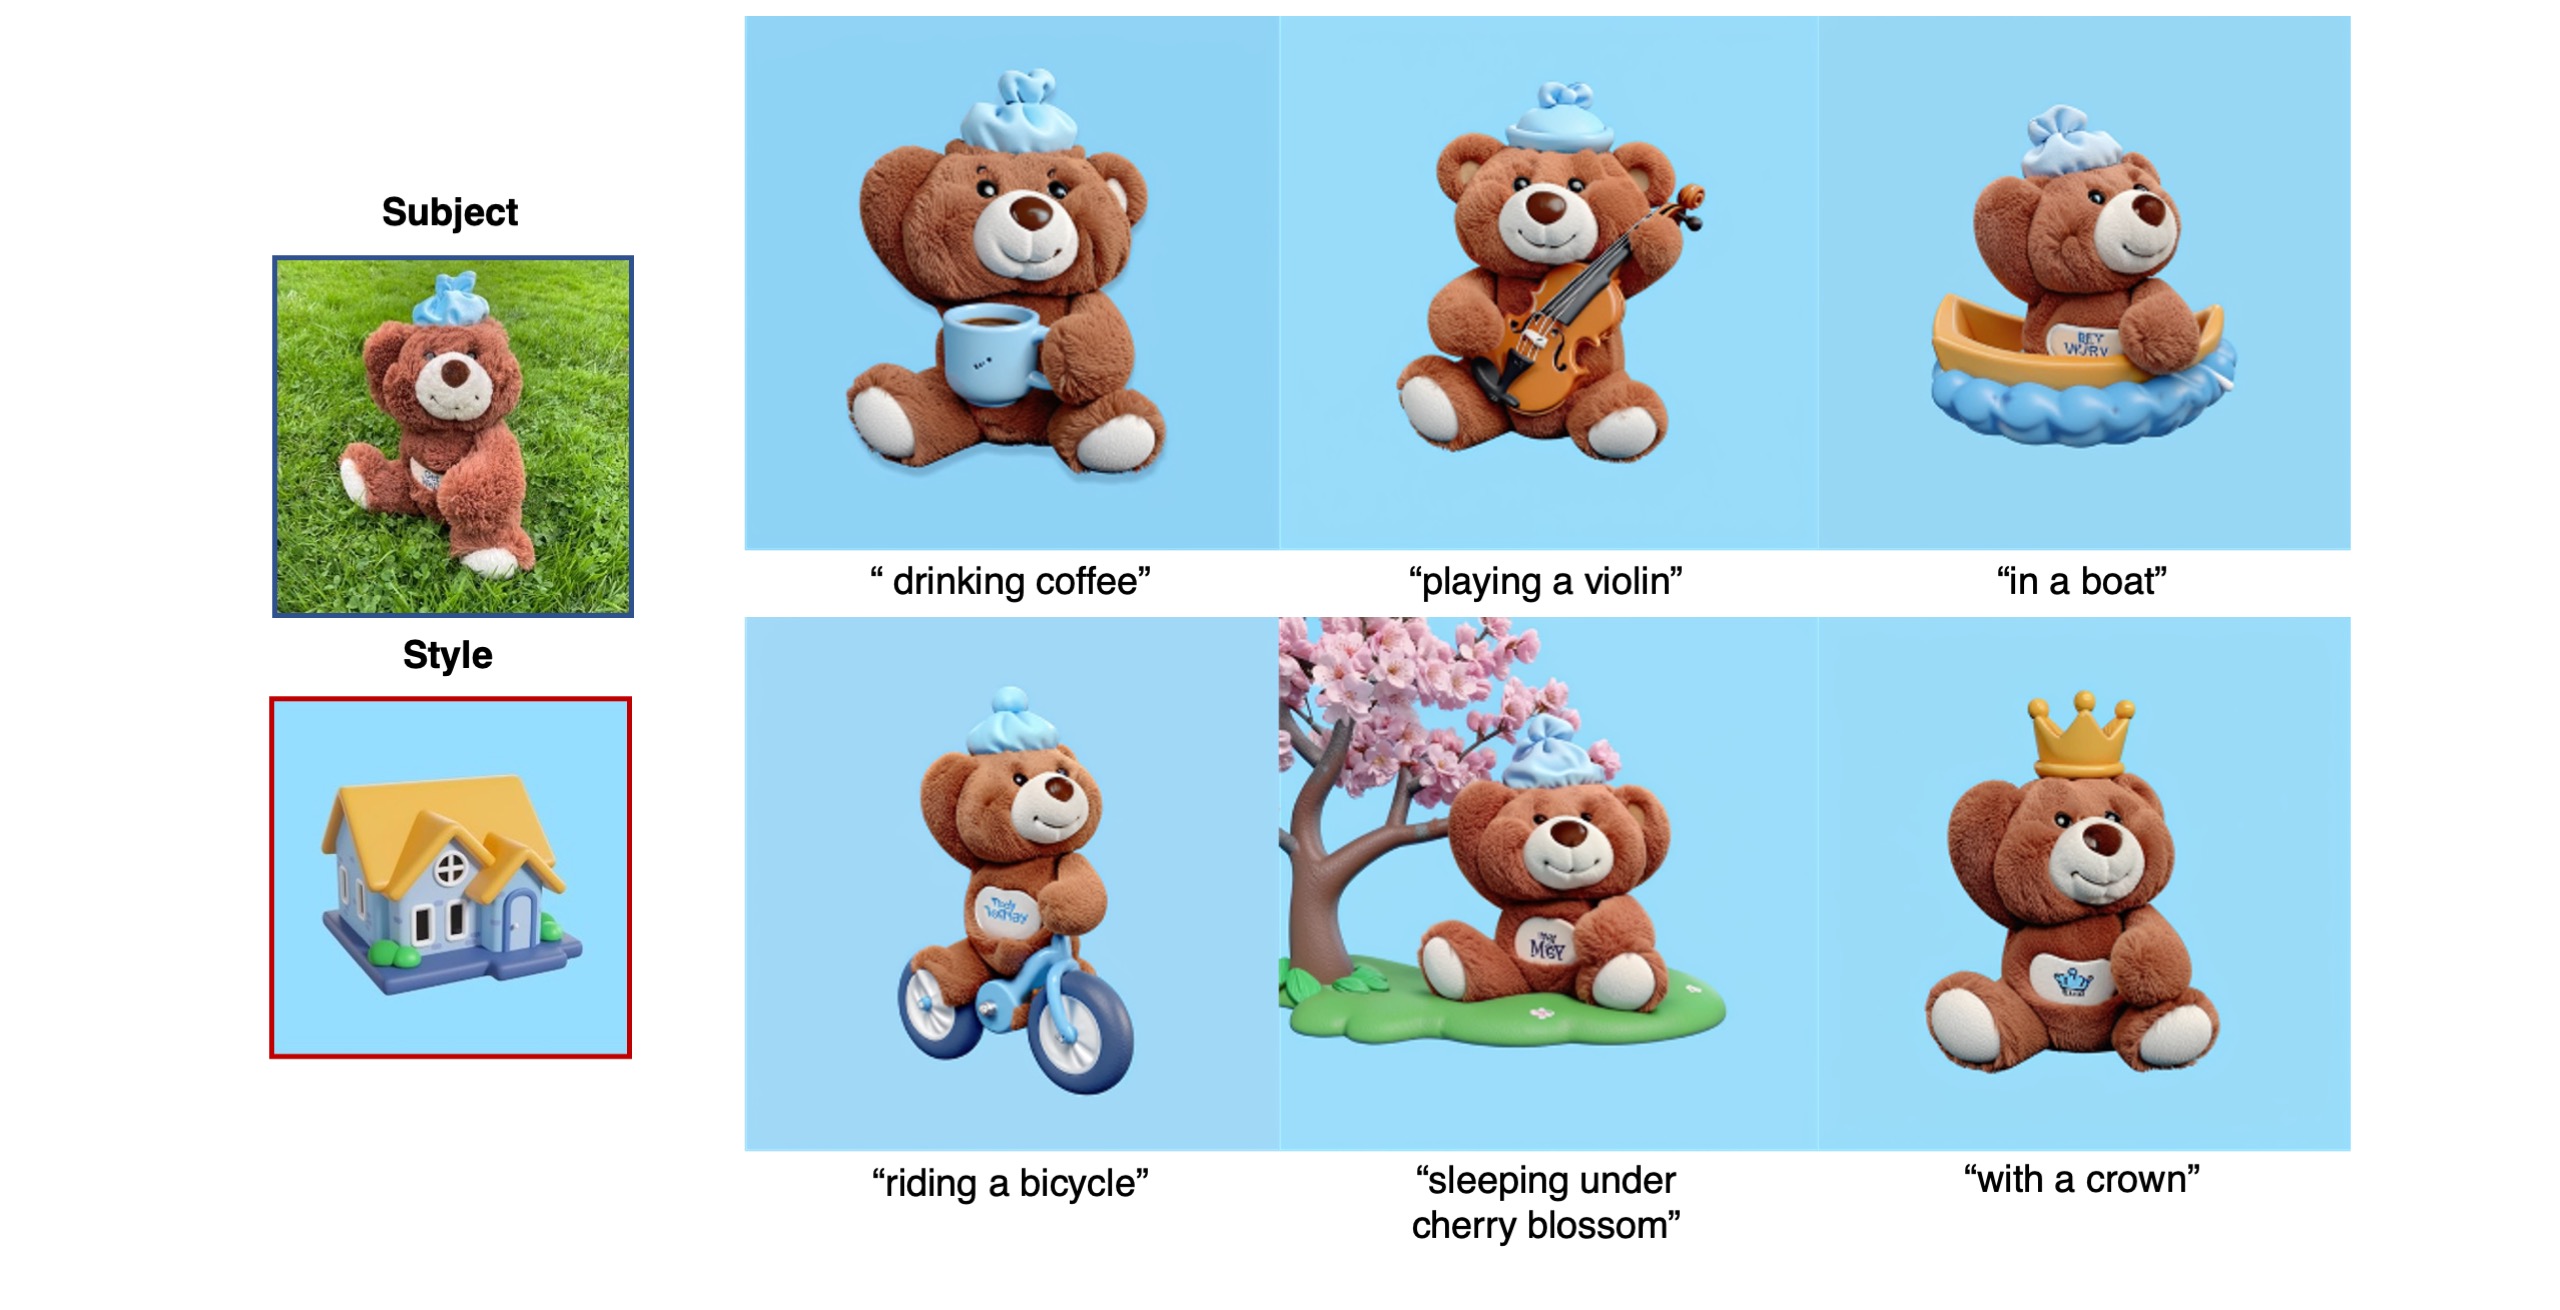 Subject
Style
“ drinking coffee”
“playing a violin”
“in a boat”
“riding a bicycle”
“sleeping under
cherry blossom”
“with a crown”